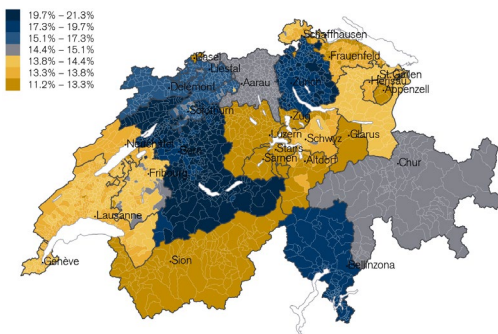 19.7% – 21.3%
17.3% – 19.7%
15.1% – 17.3%
14.4% – 15.1%
13.8% – 14.4%
13.3% – 13.8%
11.2% – 13.3%
Schaffhausen
Basel
Liestal
Frauenfeld
Delémont
Aarau
Zürich
St.Gallen
Herisau
Appenzell
Solothurn
Zug
Neuchâtel
Luzern
Schwyz
Glarus
Bern
Stans
Sarnen
Altdorf
Chur
Fribourg
Lausanne
Genève
Sion
Bellinzona